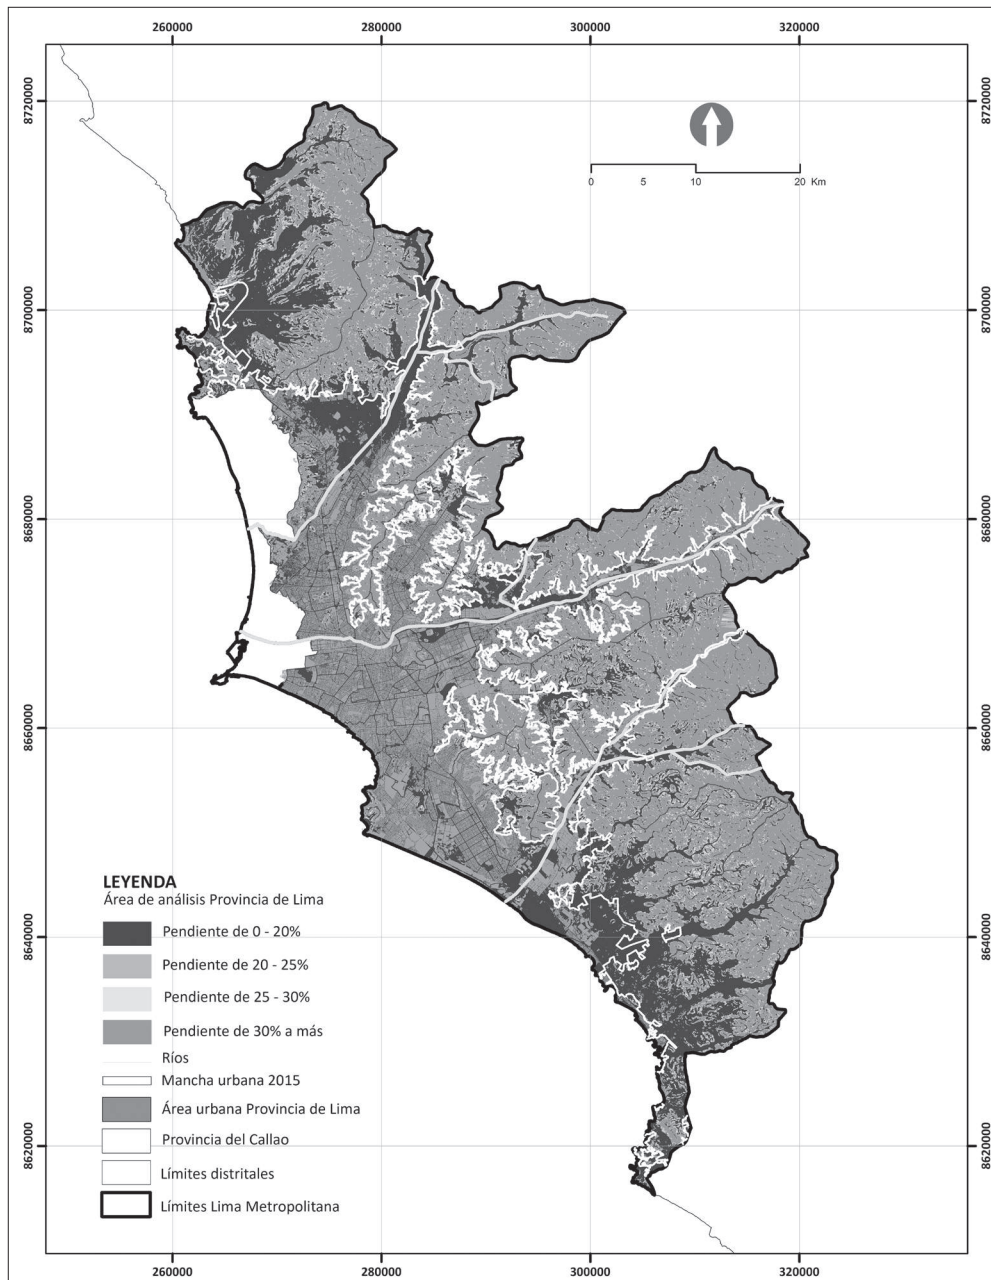 260000 280000 300000 320000
8720000 8720000
0 5 10 20 Km
8700000 8700000
8680000 8680000
8660000 8660000
LEYENDA
Área de análisis Provincia de Lima
Pendiente de 0 - 20%
8640000 8640000
Pendiente de 20 - 25%
Pendiente de 25 - 30%
Pendiente de 30% a más
Ríos
Mancha urbana 2015
Área urbana Provincia de Lima
Provincia del Callao
8620000 8620000
Límites distritales
Límites Lima Metropolitana
260000 280000 300000 320000